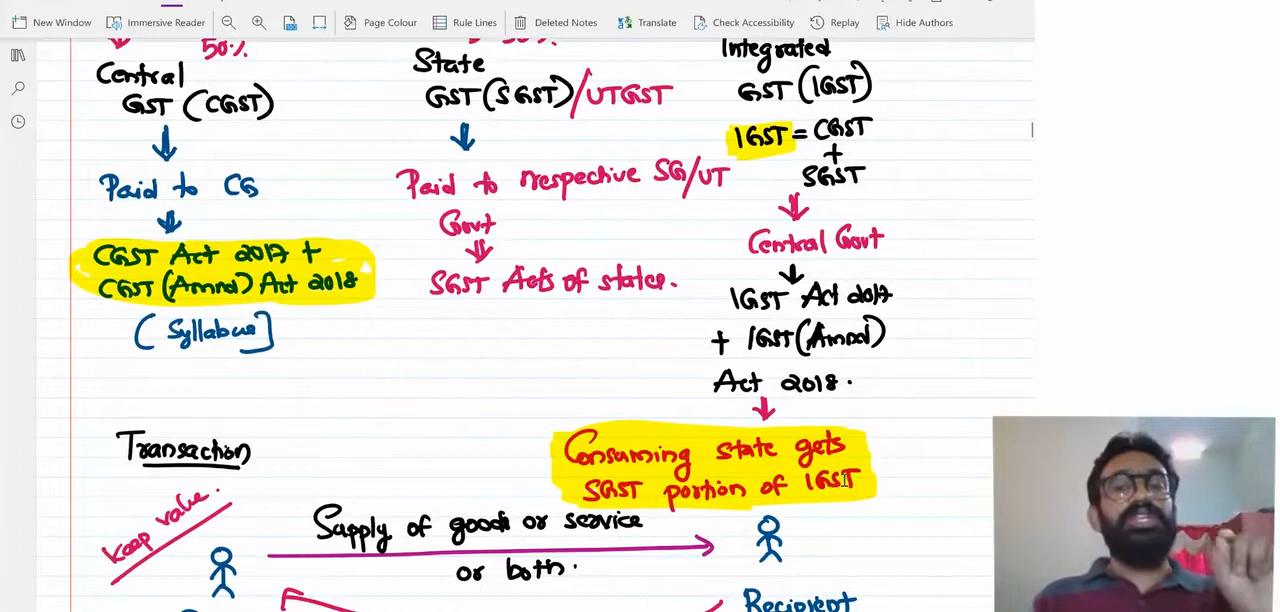 New Window
Immersive Reader
Page Colour
Rule Lines
Deleted Notes
Translate
Check Accessibility
Replay
Hide Authors
50%
50%
Central
GST (CGST)
Paid to CG
CGST Act 2017 +
CGST (Amnd) Act 2018
(Syllabus]
State
GST (SGST)/UTGST
Paid to respective SG/UT
Govt
SGST Acts of states.
Integrated
GST (IGST)
IGST = CGST
+
SGST
Central Govt
IGST Act 2017
+ IGST (Amnd)
Act 2018.
Consuming state gets
SGST portion of IGST
Transaction
Keep value.
Supply of goods or service
or both.
Recipient